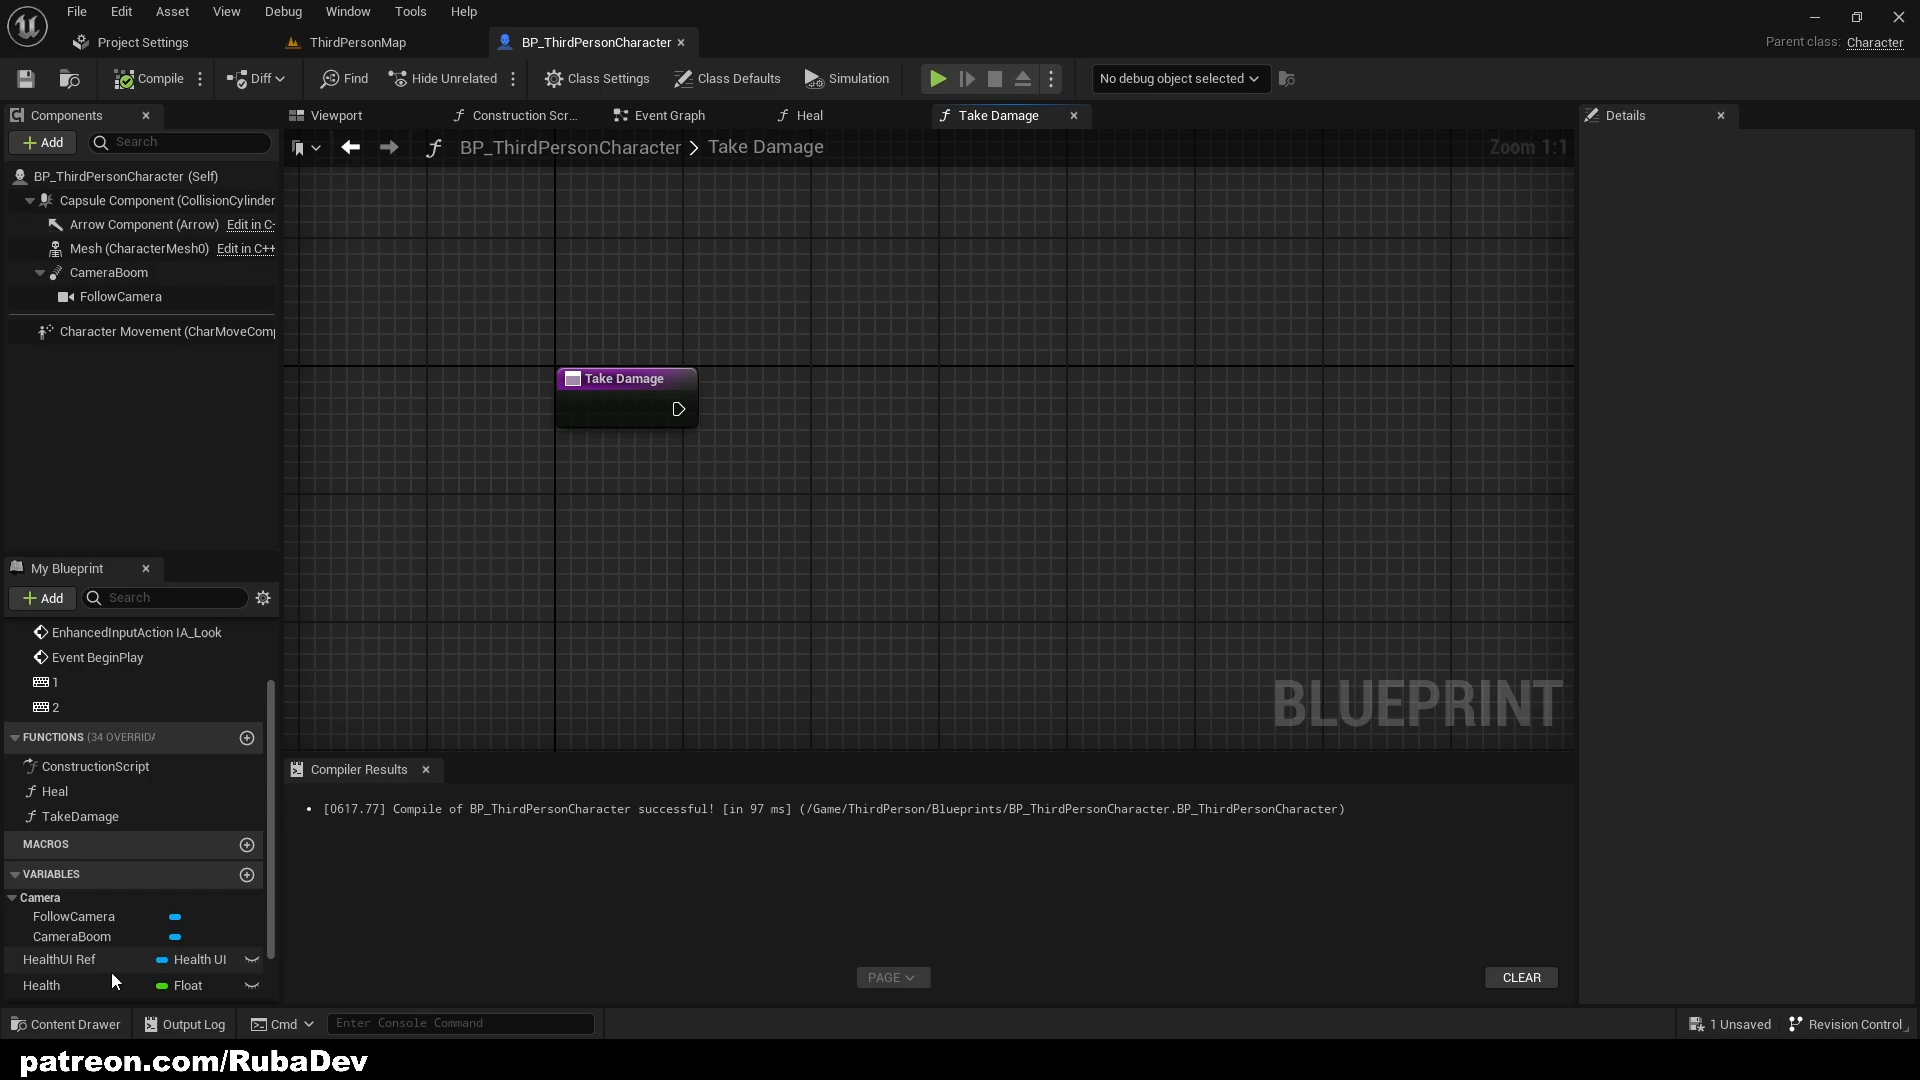 File Edit Asset View Debug Window Tools Help
Project Settings ThirdPersonMap BP_ThirdPersonCharacter
Parent class: Character
Compile Diff Find Hide Unrelated Class Settings Class Defaults Simulation No debug object selected
Components
Viewport Construction Scr... Event Graph Heal Take Damage
Details
Add Search
BP_ThirdPersonCharacter > Take Damage
Zoom 1:1
BP_ThirdPersonCharacter (Self)
Capsule Component (CollisionCylinder
Arrow Component (Arrow) Edit in C-
Mesh (CharacterMesh0) Edit in C++
CameraBoom
FollowCamera
Character Movement (CharMoveComp
Take Damage
BLUEPRINT
My Blueprint
Add Search
EnhancedInputAction IA_Look
Event BeginPlay
1
2
FUNCTIONS (34 OVERRIDA
ConstructionScript
Heal
TakeDamage
MACROS
VARIABLES
Camera
FollowCamera
CameraBoom
HealthUI Ref Health UI
Health Float
Compiler Results
• [0617.77] Compile of BP_ThirdPersonCharacter successful! [in 97 ms] (/Game/ThirdPerson/Blueprints/BP_ThirdPersonCharacter.BP_ThirdPersonCharacter)
PAGE
CLEAR
Content Drawer Output Log Cmd Enter Console Command
1 Unsaved Revision Control
patreon.com/RubaDev